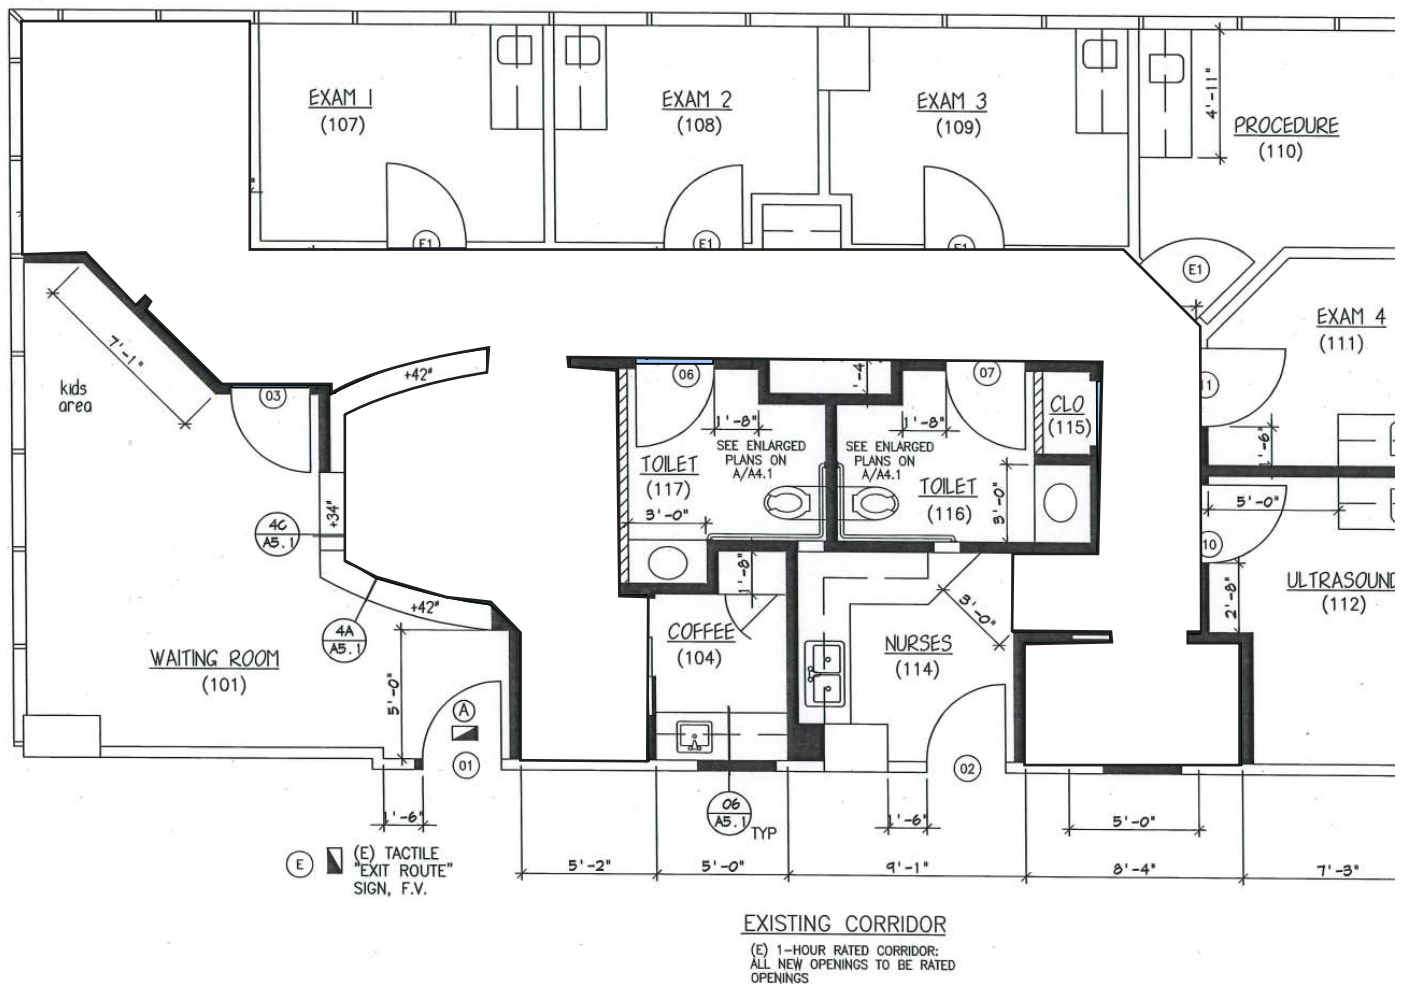 EXAM 1
(107)
EXAM 2
(108)
EXAM 3
(109)
4'-11"
PROCEDURE
(110)
E1
E1
E1
E1
EXAM 4
(111)
7'-1"
kids
area
03
+42"
06
07
'-4
11
1'-8"
1'-8"
CLO
(115)
SEE ENLARGED
PLANS ON
A/A4.1
SEE ENLARGED
PLANS ON
A/A4.1
1'-6"
TOILET
(117)
TOILET
(116)
3'-0"
3'-0"
5'-0"
4C
A5.1
+34"
10
1'-8"
ULTRASOUND
(112)
2'-8"
+42"
3'-0"
4A
A5.1
COFFEE
(104)
NURSES
(114)
WAITING ROOM
(101)
5'-0"
A
01
02
1'-6"
06
A5.1
TYP
1'-6"
5'-0"
E
(E) TACTILE
"EXIT ROUTE"
SIGN, F.V.
5'-2"
5'-0"
9'-1"
8'-4"
7'-3"
EXISTING CORRIDOR
(E) 1-HOUR RATED CORRIDOR:
ALL NEW OPENINGS TO BE RATED
OPENINGS